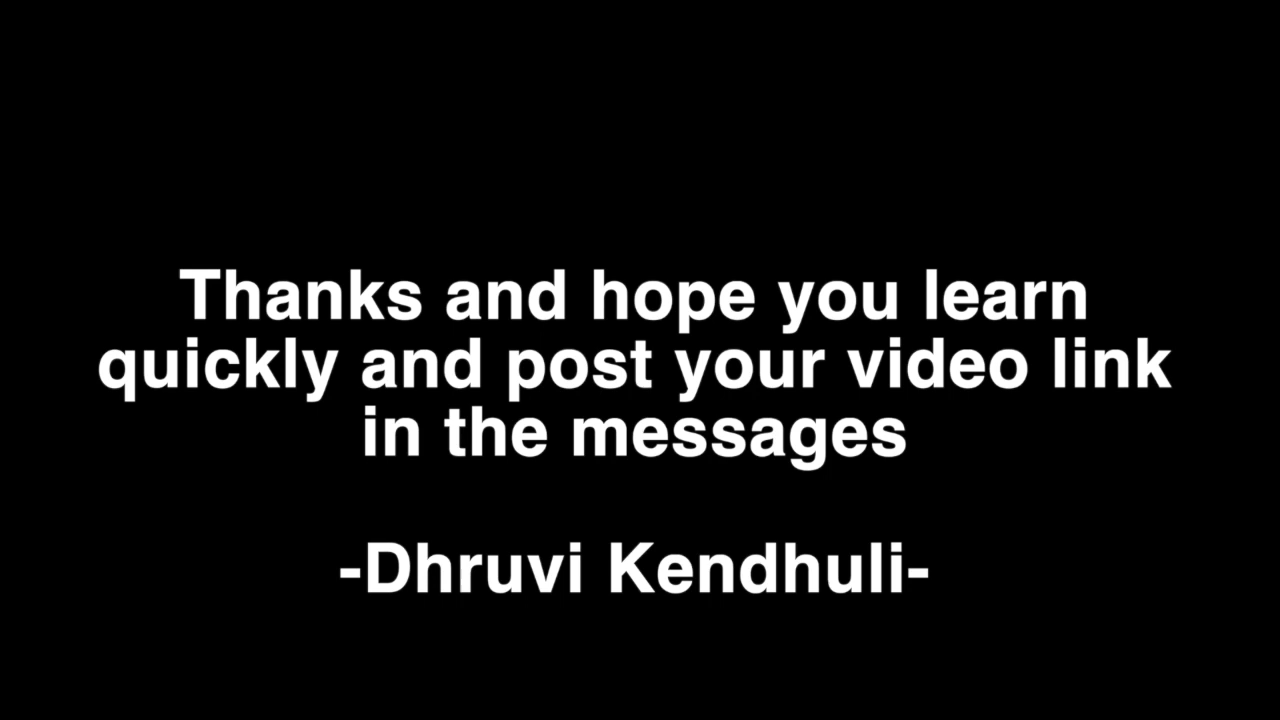 Thanks and hope you learn
quickly and post your video link
in the messages
-Dhruvi Kendhuli-